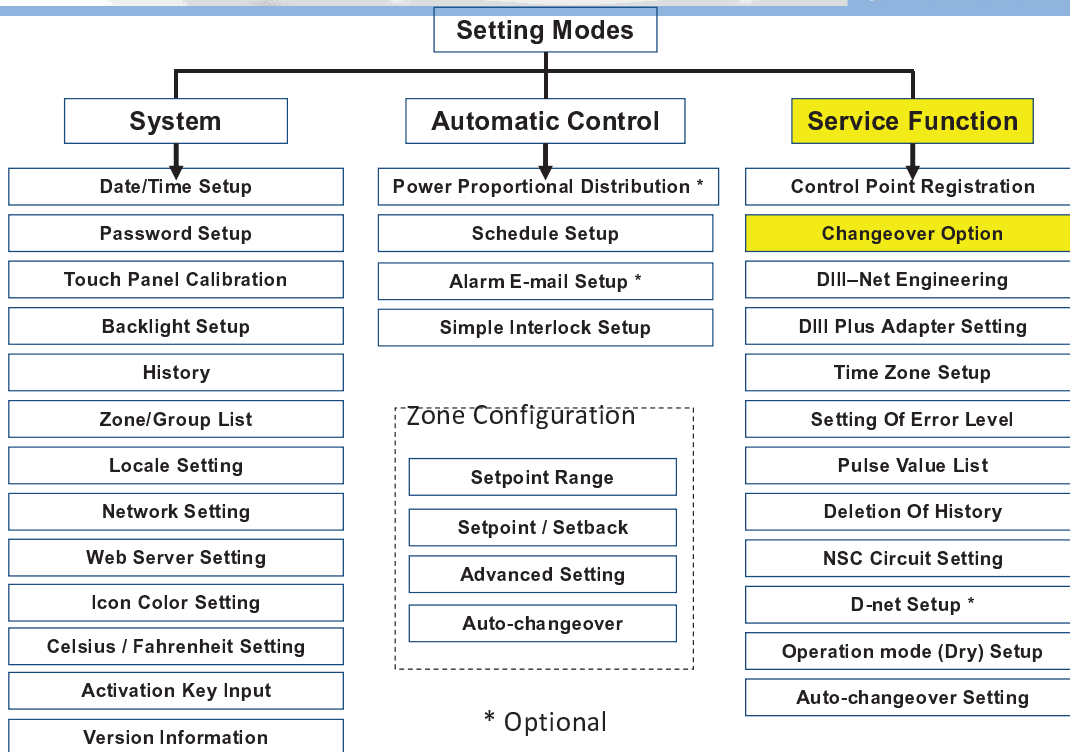 Setting Modes
System
Date/Time Setup
Password Setup
Touch Panel Calibration
Backlight Setup
History
Zone/Group List
Locale Setting
Network Setting
Web Server Setting
Icon Color Setting
Celsius / Fahrenheit Setting
Activation Key Input
Version Information
Automatic Control
Power Proportional Distribution *
Schedule Setup
Alarm E-mail Setup *
Simple Interlock Setup
Zone Configuration
Setpoint Range
Setpoint / Setback
Advanced Setting
Auto-changeover
* Optional
Service Function
Control Point Registration
Changeover Option
DIII–Net Engineering
DIII Plus Adapter Setting
Time Zone Setup
Setting Of Error Level
Pulse Value List
Deletion Of History
NSC Circuit Setting
D-net Setup *
Operation mode (Dry) Setup
Auto-changeover Setting